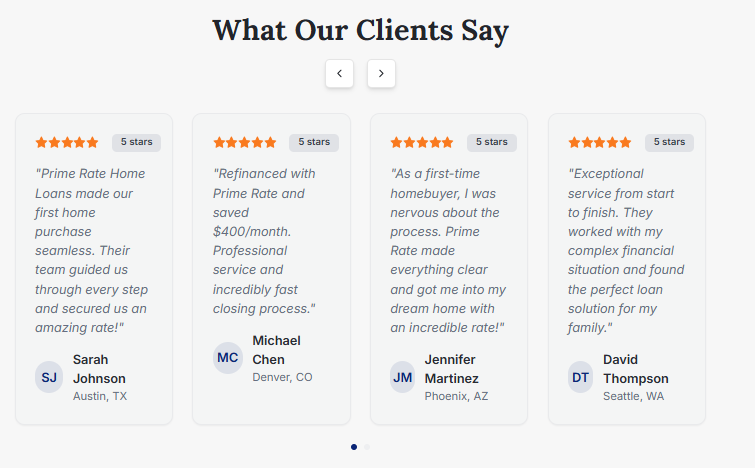 What Our Clients Say
5 stars
"Prime Rate Home
Loans made our
first home
purchase
seamless. Their
team guided us
through every step
and secured us an
amazing rate!"
SJ
Sarah
Johnson
Austin, TX
5 stars
"Refinanced with
Prime Rate and
saved
$400/month.
Professional
service and
incredibly fast
closing process."
MC
Michael
Chen
Denver, CO
5 stars
"As a first-time
homebuyer, I was
nervous about the
process. Prime
Rate made
everything clear
and got me into my
dream home with
an incredible rate!"
JM
Jennifer
Martinez
Phoenix, AZ
5 stars
"Exceptional
service from start
to finish. They
worked with my
complex financial
situation and found
the perfect loan
solution for my
family."
DT
David
Thompson
Seattle, WA